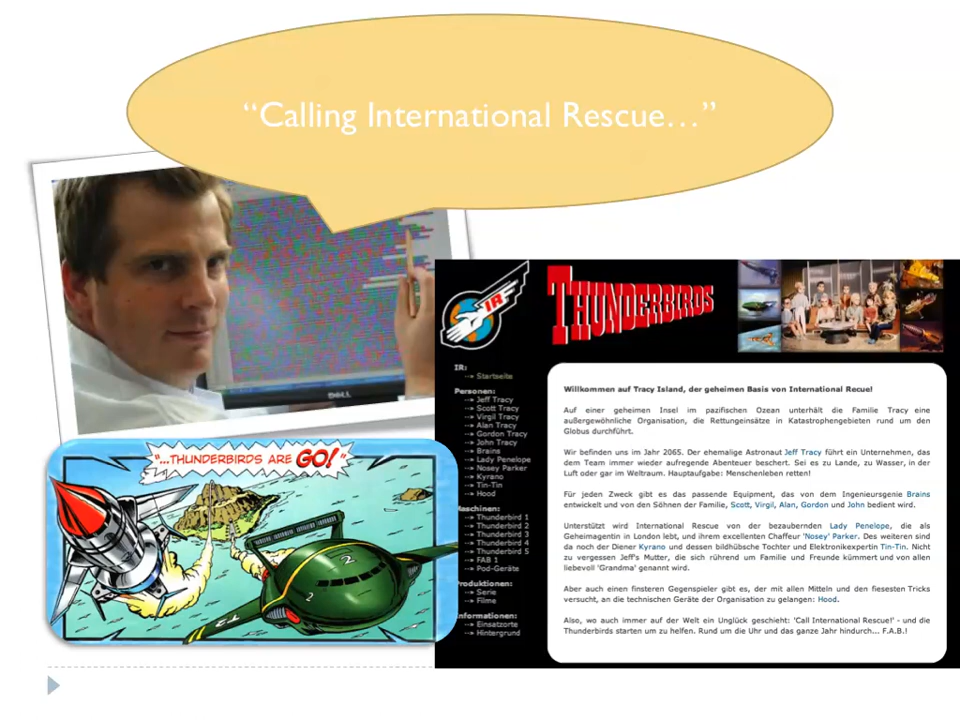 “Calling International Rescue...”
DELL
IR
THUNDERBIRDS
IR:
--» Startseite
Personen:
--» Jeff Tracy
--» Scott Tracy
--» Virgil Tracy
--» Alan Tracy
--» Gordon Tracy
--» John Tracy
--» Brains
--» Lady Penelope
--» Nosey Parker
--» Kyrano
--» Tin-Tin
--» Hood
Maschinen:
--» Thunderbird 1
--» Thunderbird 2
--» Thunderbird 3
--» Thunderbird 4
--» Thunderbird 5
--» FAB 1
--» Pod-Geräte
Produktionen:
--» Serie
--» Filme
Informationen:
--» Einsatzorte
--» Hintergrund
Willkommen auf Tracy Island, der geheimen Basis von International Recue!
Auf einer geheimen Insel im pazifischen Ozean unterhält die Familie Tracy eine
außergewöhnliche Organisation, die Rettungseinsätze in Katastrophengebieten rund um den
Globus durchführt.
Wir befinden uns im Jahr 2065. Der ehemalige Astronaut Jeff Tracy führt ein Unternehmen, das
dem Team immer wieder aufregende Abenteuer beschert. Sei es zu Lande, zu Wasser, in der
Luft oder gar im Weltraum. Hauptaufgabe: Menschenleben retten!
Für jeden Zweck gibt es das passende Equipment, das von dem Ingenieursgenie Brains
entwickelt und von den Söhnen der Familie, Scott, Virgil, Alan, Gordon und John bedient wird.
Unterstützt wird International Rescue von der bezaubernden Lady Penelope, die als
Geheimagentin in London lebt, und ihrem excellenten Chauffeur 'Nosey' Parker. Des weiteren sind
da noch der Diener Kyrano und dessen bildhübsche Tochter und Elektronikexpertin Tin-Tin. Nicht
zu vergessen Jeff's Mutter, die sich rührend um Familie und Freunde kümmert und von allen
liebevoll 'Grandma' genannt wird.
Aber auch einen finsteren Gegenspieler gibt es, der mit allen Mitteln und den fiesesten Tricks
versucht, an die technischen Geräte der Organisation zu gelangen: Hood.
Also, wo auch immer auf der Welt ein Unglück geschieht: 'Call International Rescue!' - und die
Thunderbirds starten um zu helfen. Rund um die Uhr und das ganze Jahr hindurch... F.A.B.!
"...THUNDERBIRDS ARE GO!"
2
2